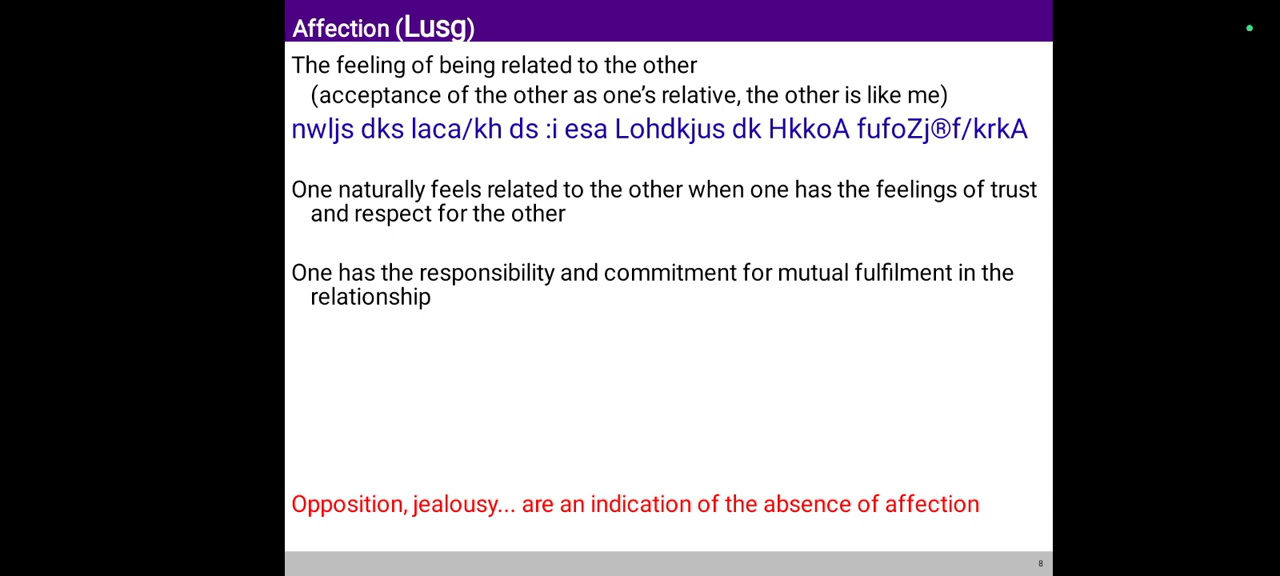 Affection (Lusg)
The feeling of being related to the other
(acceptance of the other as one’s relative, the other is like me)
nwljs dks laca/kh ds :i esa Lohdkjus dk HkkoA fufoZj®f/krkA
One naturally feels related to the other when one has the feelings of trust
and respect for the other
One has the responsibility and commitment for mutual fulfilment in the
relationship
Opposition, jealousy... are an indication of the absence of affection
8